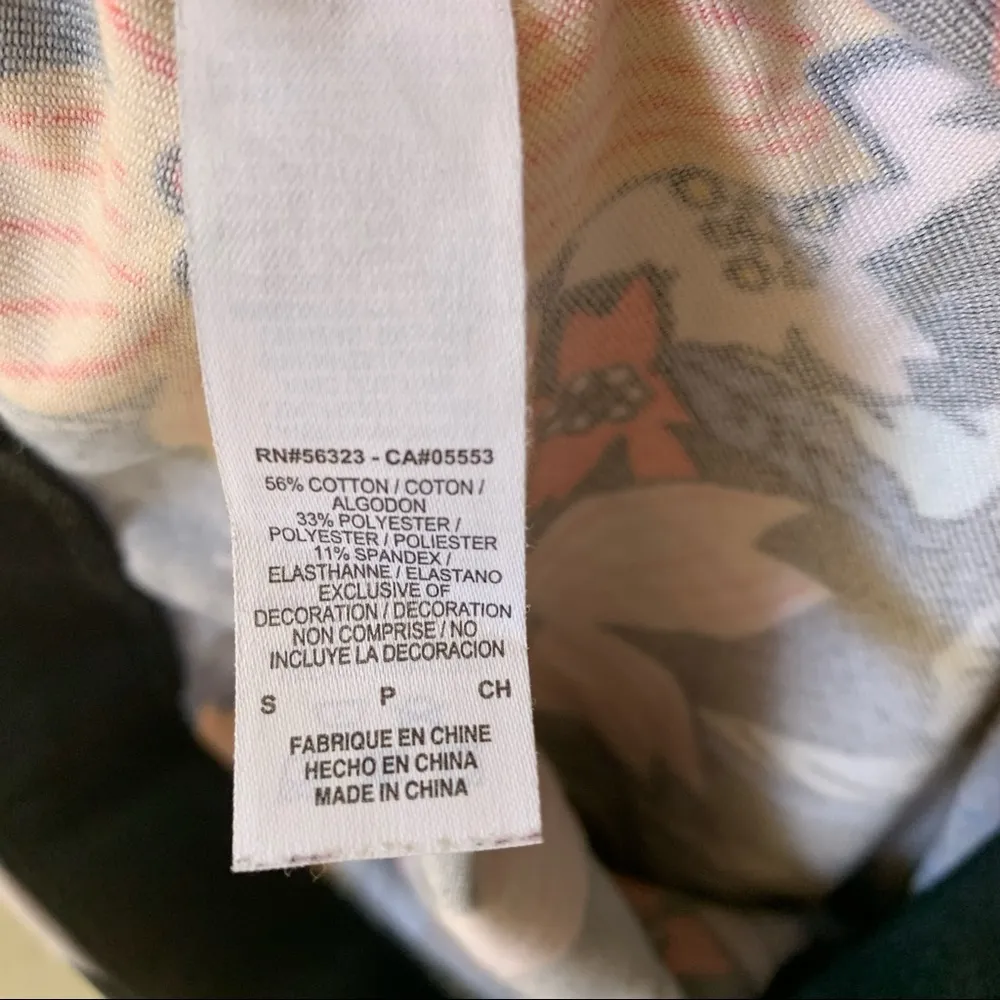 RN#56323 - CA#05553
56% COTTON / COTON /
ALGODON
33% POLYESTER /
POLYESTER / POLIESTER
11% SPANDEX /
ELASTHANNE / ELASTANO
EXCLUSIVE OF
DECORATION / DECORATION
NON COMPRISE / NO
INCLUYE LA DECORACION
S P CH
FABRIQUE EN CHINE
HECHO EN CHINA
MADE IN CHINA